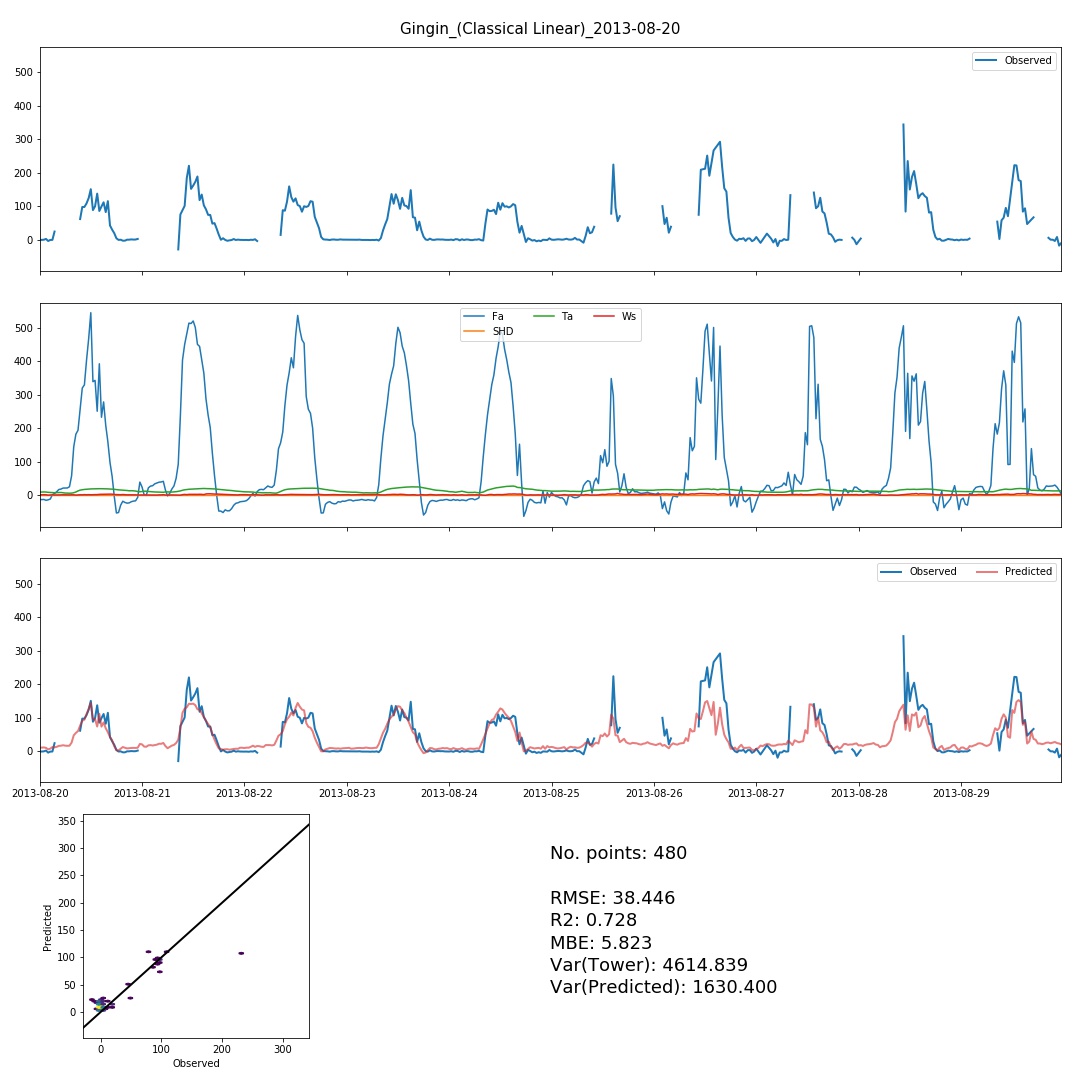 Gingin_(Classical Linear)_2013-08-20
Observed
500
400
300
200
100
0
Fa Ta Ws
SHD
500
400
300
200
100
0
Observed Predicted
500
400
300
200
100
0
2013-08-20 2013-08-21 2013-08-22 2013-08-23 2013-08-24 2013-08-25 2013-08-26 2013-08-27 2013-08-28 2013-08-29
350
300
250
200
150
100
50
0
Predicted
0 100 200 300
Observed
No. points: 480
RMSE: 38.446
R2: 0.728
MBE: 5.823
Var(Tower): 4614.839
Var(Predicted): 1630.400